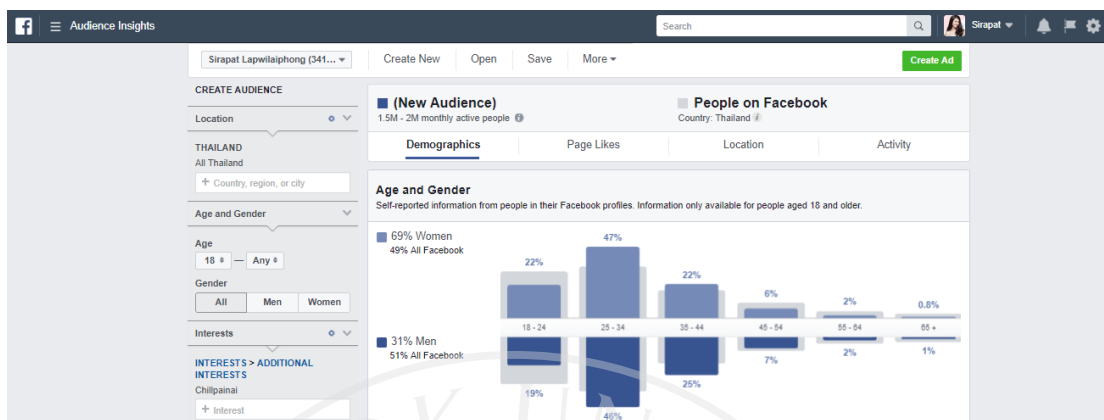 Audience Insights
Search
Sirapat
Sirapat Lapwilaiphong (341...
Create New
Open
Save
More
Create Ad
CREATE AUDIENCE
Location
THAILAND
All Thailand
+ Country, region, or city
Age and Gender
Age
18 — Any
Gender
All Men Women
Interests
INTERESTS > ADDITIONAL
INTERESTS
Chillpainai
+ Interest
(New Audience)
1.5M - 2M monthly active people
People on Facebook
Country: Thailand
Demographics
Page Likes
Location
Activity
Age and Gender
Self-reported information from people in their Facebook profiles. Information only available for people aged 18 and older.
69% Women
49% All Facebook
22% 47% 22% 6% 2% 0.8%
18 - 24 25 - 34 35 - 44 45 - 54 55 - 64 65 +
31% Men
51% All Facebook
19% 46% 25% 7% 2% 1%